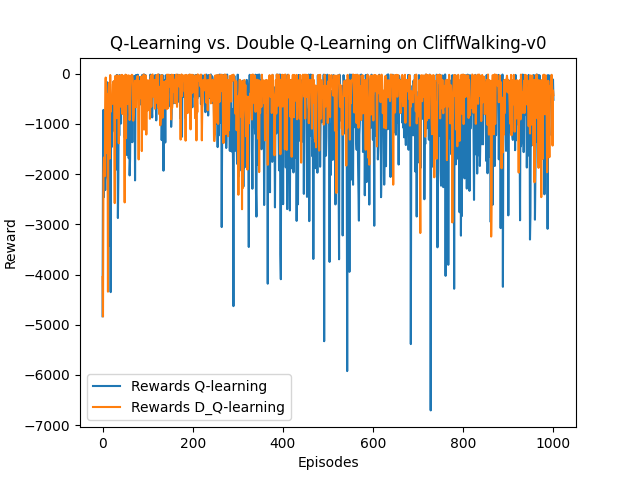 Q-Learning vs. Double Q-Learning on CliffWalking-v0
0
−1000
−2000
−3000
−4000
−5000
−6000
−7000
Reward
Rewards Q-learning
Rewards D_Q-learning
0
200
400
600
800
1000
Episodes